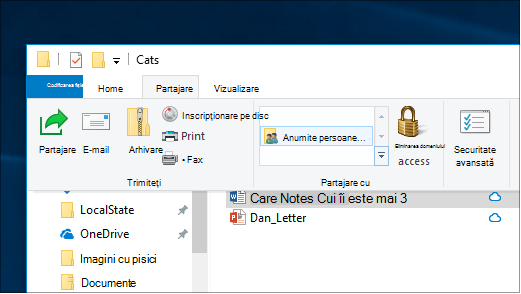 Cats
Codificarea fișie
Home
Partajare
Vizualizare
Partajare
E-mail
Arhivare
Inscripționare pe disc
Print
• Fax
Trimiteți
Anumite persoane...
Partajare cu
Eliminarea domeniului
access
Securitate
avansată
LocalState
OneDrive
Imagini cu pisici
Documente
Care Notes Cui îi este mai 3
Dan_Letter